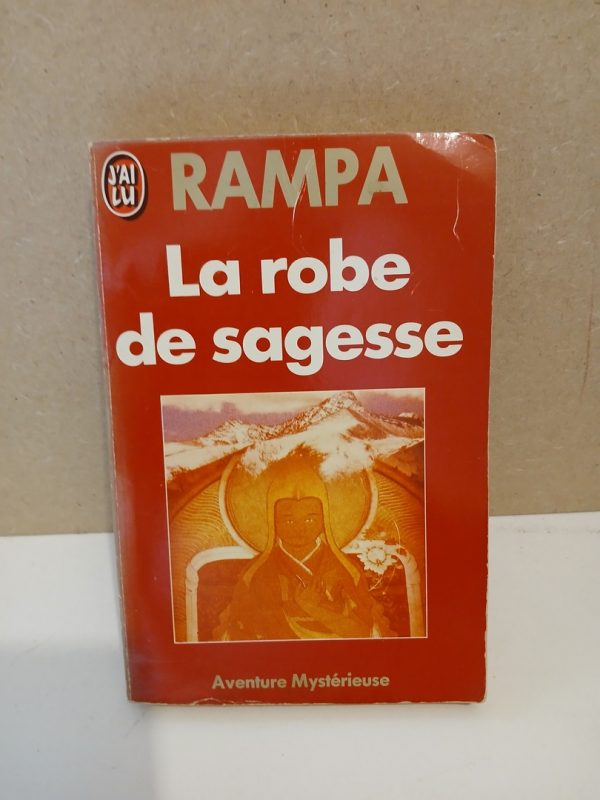 J'AI
LU
RAMPA
La robe
de sagesse
Aventure Mystérieuse